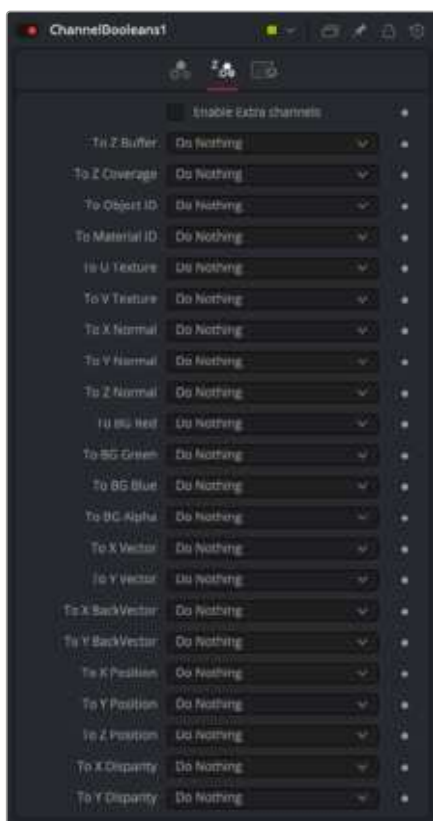 ChannelBooleans1
Enable Extra channels
To Z Buffer Do Nothing
To Z Coverage Do Nothing
To Object ID Do Nothing
To Material ID Do Nothing
To U Texture Do Nothing
To V Texture Do Nothing
To X Normal Do Nothing
To Y Normal Do Nothing
To Z Normal Do Nothing
To BG Red Do Nothing
To BG Green Do Nothing
To BG Blue Do Nothing
To BG Alpha Do Nothing
To X Vector Do Nothing
To Y Vector Do Nothing
To X BackVector Do Nothing
To Y BackVector Do Nothing
To X Position Do Nothing
To Y Position Do Nothing
To Z Position Do Nothing
To X Disparity Do Nothing
To Y Disparity Do Nothing